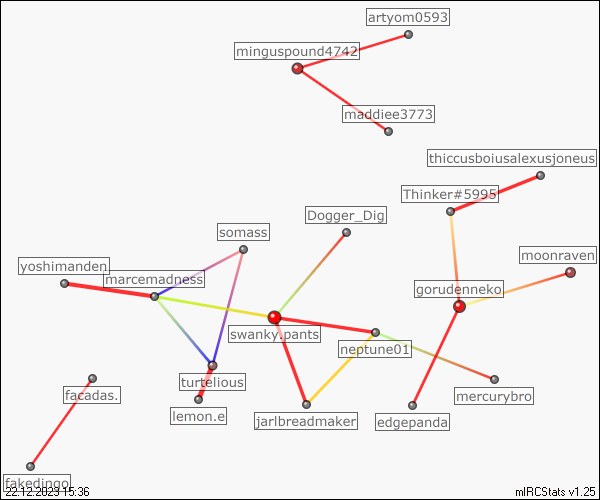 artyom0593
minguspound4742
maddiee3773
thiccusboiusalexusjoneus
Thinker#5995
Dogger_Dig
somass
moonraven
yoshimanden
marcemadness
gorudenneko
swanky.pants
neptune01
turtelious
mercurybro
facadas.
lemon.e
jarlbreadmaker
edgepanda
fakedingo
22.12.2023 15:36
mIRCStats v1.25